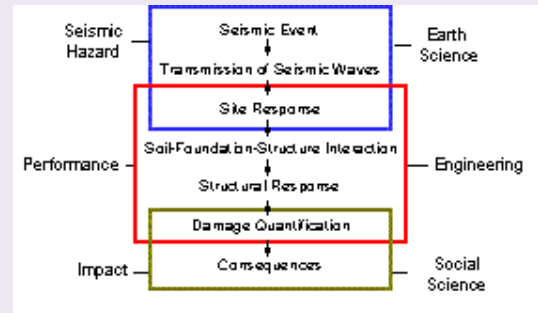 Seismic Hazard
Seismic Event
Earth Science
Transmission of Seismic Waves
Site Response
Soil-Foundation-Structure Interaction
Performance
Engineering
Structural Response
Damage Quantification
Impact
Consequences
Social Science